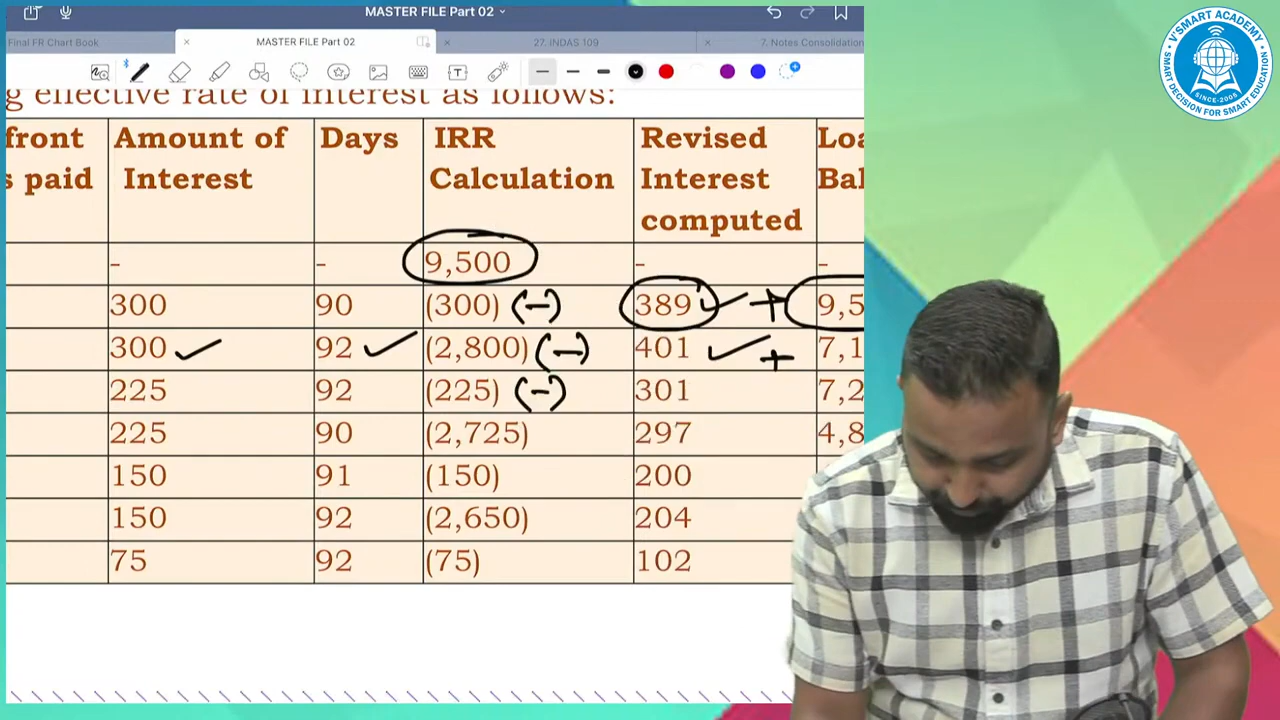 MASTER FILE Part 02
Final FR Chart Book
MASTER FILE Part 02
27. INDAS 109
7. Notes Consolidation
V'SMART ACADEMY
SINCE-2005
SMART DECISION FOR SMART EDUCATION
g effective rate of interest as follows:
front Amount of Days IRR Revised Loa
s paid Interest Calculation Interest Bal
computed
- - 9,500 - -
300 90 (300) (-) 389 + 9,5
300 92 (2,800) (-) 401 + 7,1
225 92 (225) (-) 301 7,2
225 90 (2,725) 297 4,8
150 91 (150) 200
150 92 (2,650) 204
75 92 (75) 102